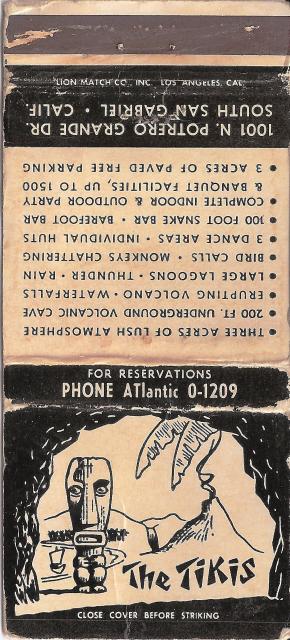 LION MATCH CO., INC. LOS ANGELES, CAL.
• THREE ACRES OF LUSH ATMOSPHERE
• 200 FT. UNDERGROUND VOLCANIC CAVE
• ERUPTING VOLCANO • WATERFALLS
• LARGE LAGOONS • THUNDER • RAIN
• BIRD CALLS • MONKEYS CHATTERING
• 3 DANCE AREAS • INDIVIDUAL HUTS
• 100 FOOT SNAKE BAR • BAREFOOT BAR
• COMPLETE INDOOR & OUTDOOR PARTY
& BANQUET FACILITIES, UP TO 1500
• 3 ACRES OF PAVED FREE PARKING
1001 N. POTRERO GRANDE DR.
SOUTH SAN GABRIEL • CALIF.
FOR RESERVATIONS
PHONE ATlantic 0-1209
The TiKis
CLOSE COVER BEFORE STRIKING